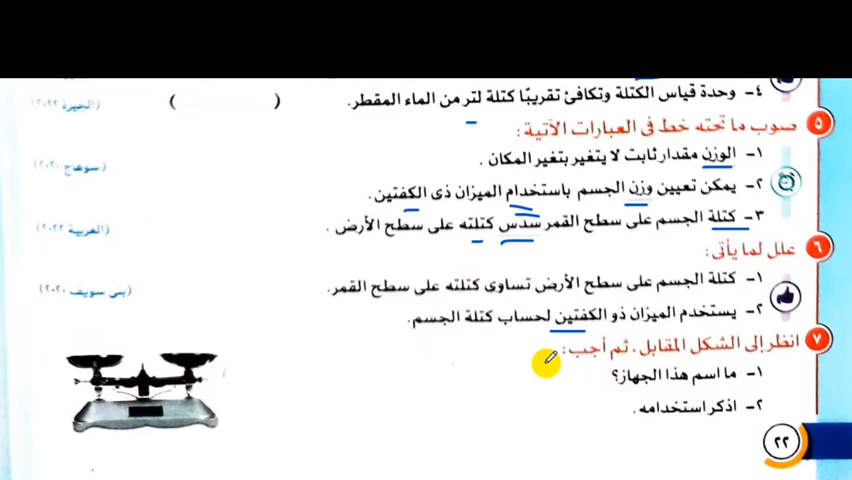 ٤- وحدة قياس الكتلة وتكافئ تقريبًا كتلة لتر من الماء المقطر. ( ) (الجيزة ٢٠٢٢)
٥ صوب ما تحته خط فى العبارات الآتية:
١- الوزن مقدار ثابت لا يتغير بتغير المكان . (سوهاج ٢٠٢٠)
٢- يمكن تعيين وزن الجسم باستخدام الميزان ذى الكفتين.
٣- كتلة الجسم على سطح القمر سدس كتلته على سطح الأرض . (الغربية ٢٠٢٢)
٦ علل لما يأتى:
١- كتلة الجسم على سطح الأرض تساوى كتلته على سطح القمر. (بنى سويف ٢٠٢٠)
٢- يستخدم الميزان ذو الكفتين لحساب كتلة الجسم.
٧ انظر إلى الشكل المقابل، ثم أجب:
١- ما اسم هذا الجهاز؟
٢- اذكر استخدامه.
٢٢